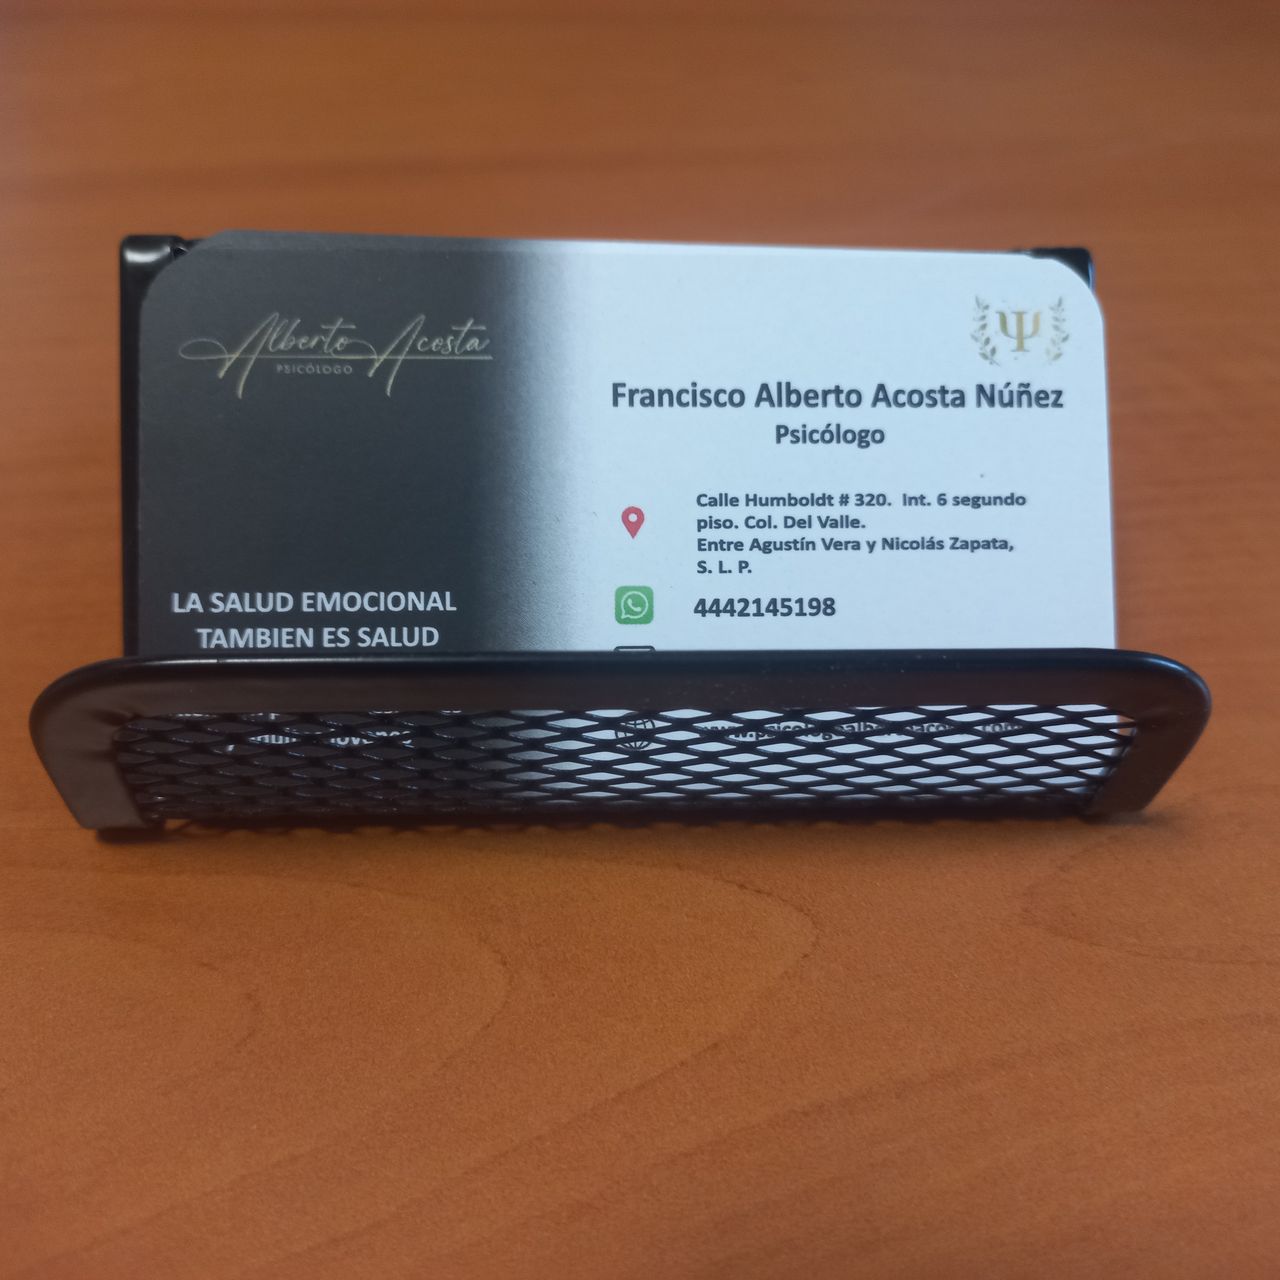 Alberto Acosta
PSICÓLOGO
LA SALUD EMOCIONAL
TAMBIEN ES SALUD
Ψ
Francisco Alberto Acosta Núñez
Psicólogo
Calle Humboldt # 320. Int. 6 segundo
piso. Col. Del Valle.
Entre Agustín Vera y Nicolás Zapata,
S. L. P.
4442145198